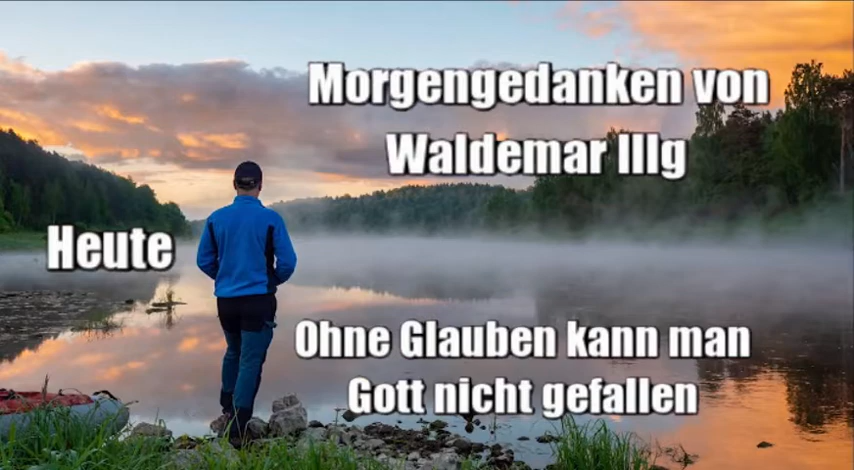 Morgengedanken von
Waldemar Illg
Heute
Ohne Glauben kann man
Gott nicht gefallen